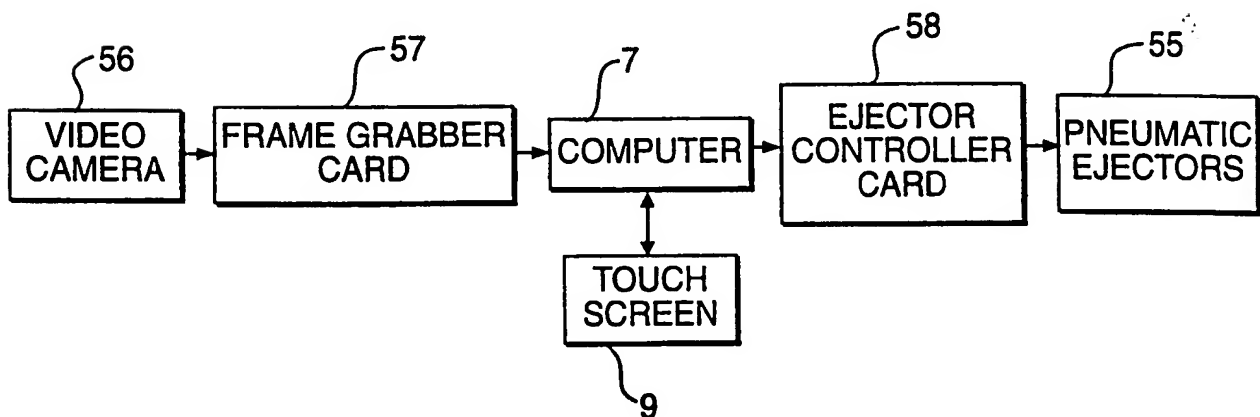 56
57
7
58
55
VIDEO
CAMERA
FRAME GRABBER
CARD
COMPUTER
EJECTOR
CONTROLLER
CARD
PNEUMATIC
EJECTORS
TOUCH
SCREEN
9